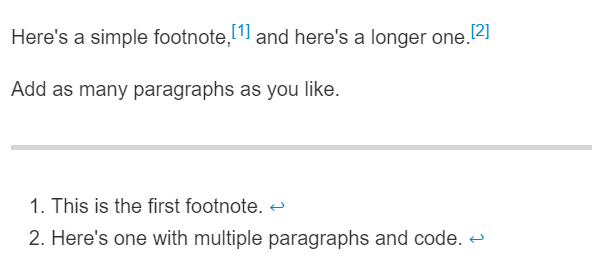 Here's a simple footnote,[1] and here's a longer one.[2]
Add as many paragraphs as you like.
1. This is the first footnote. ↩
2. Here's one with multiple paragraphs and code. ↩